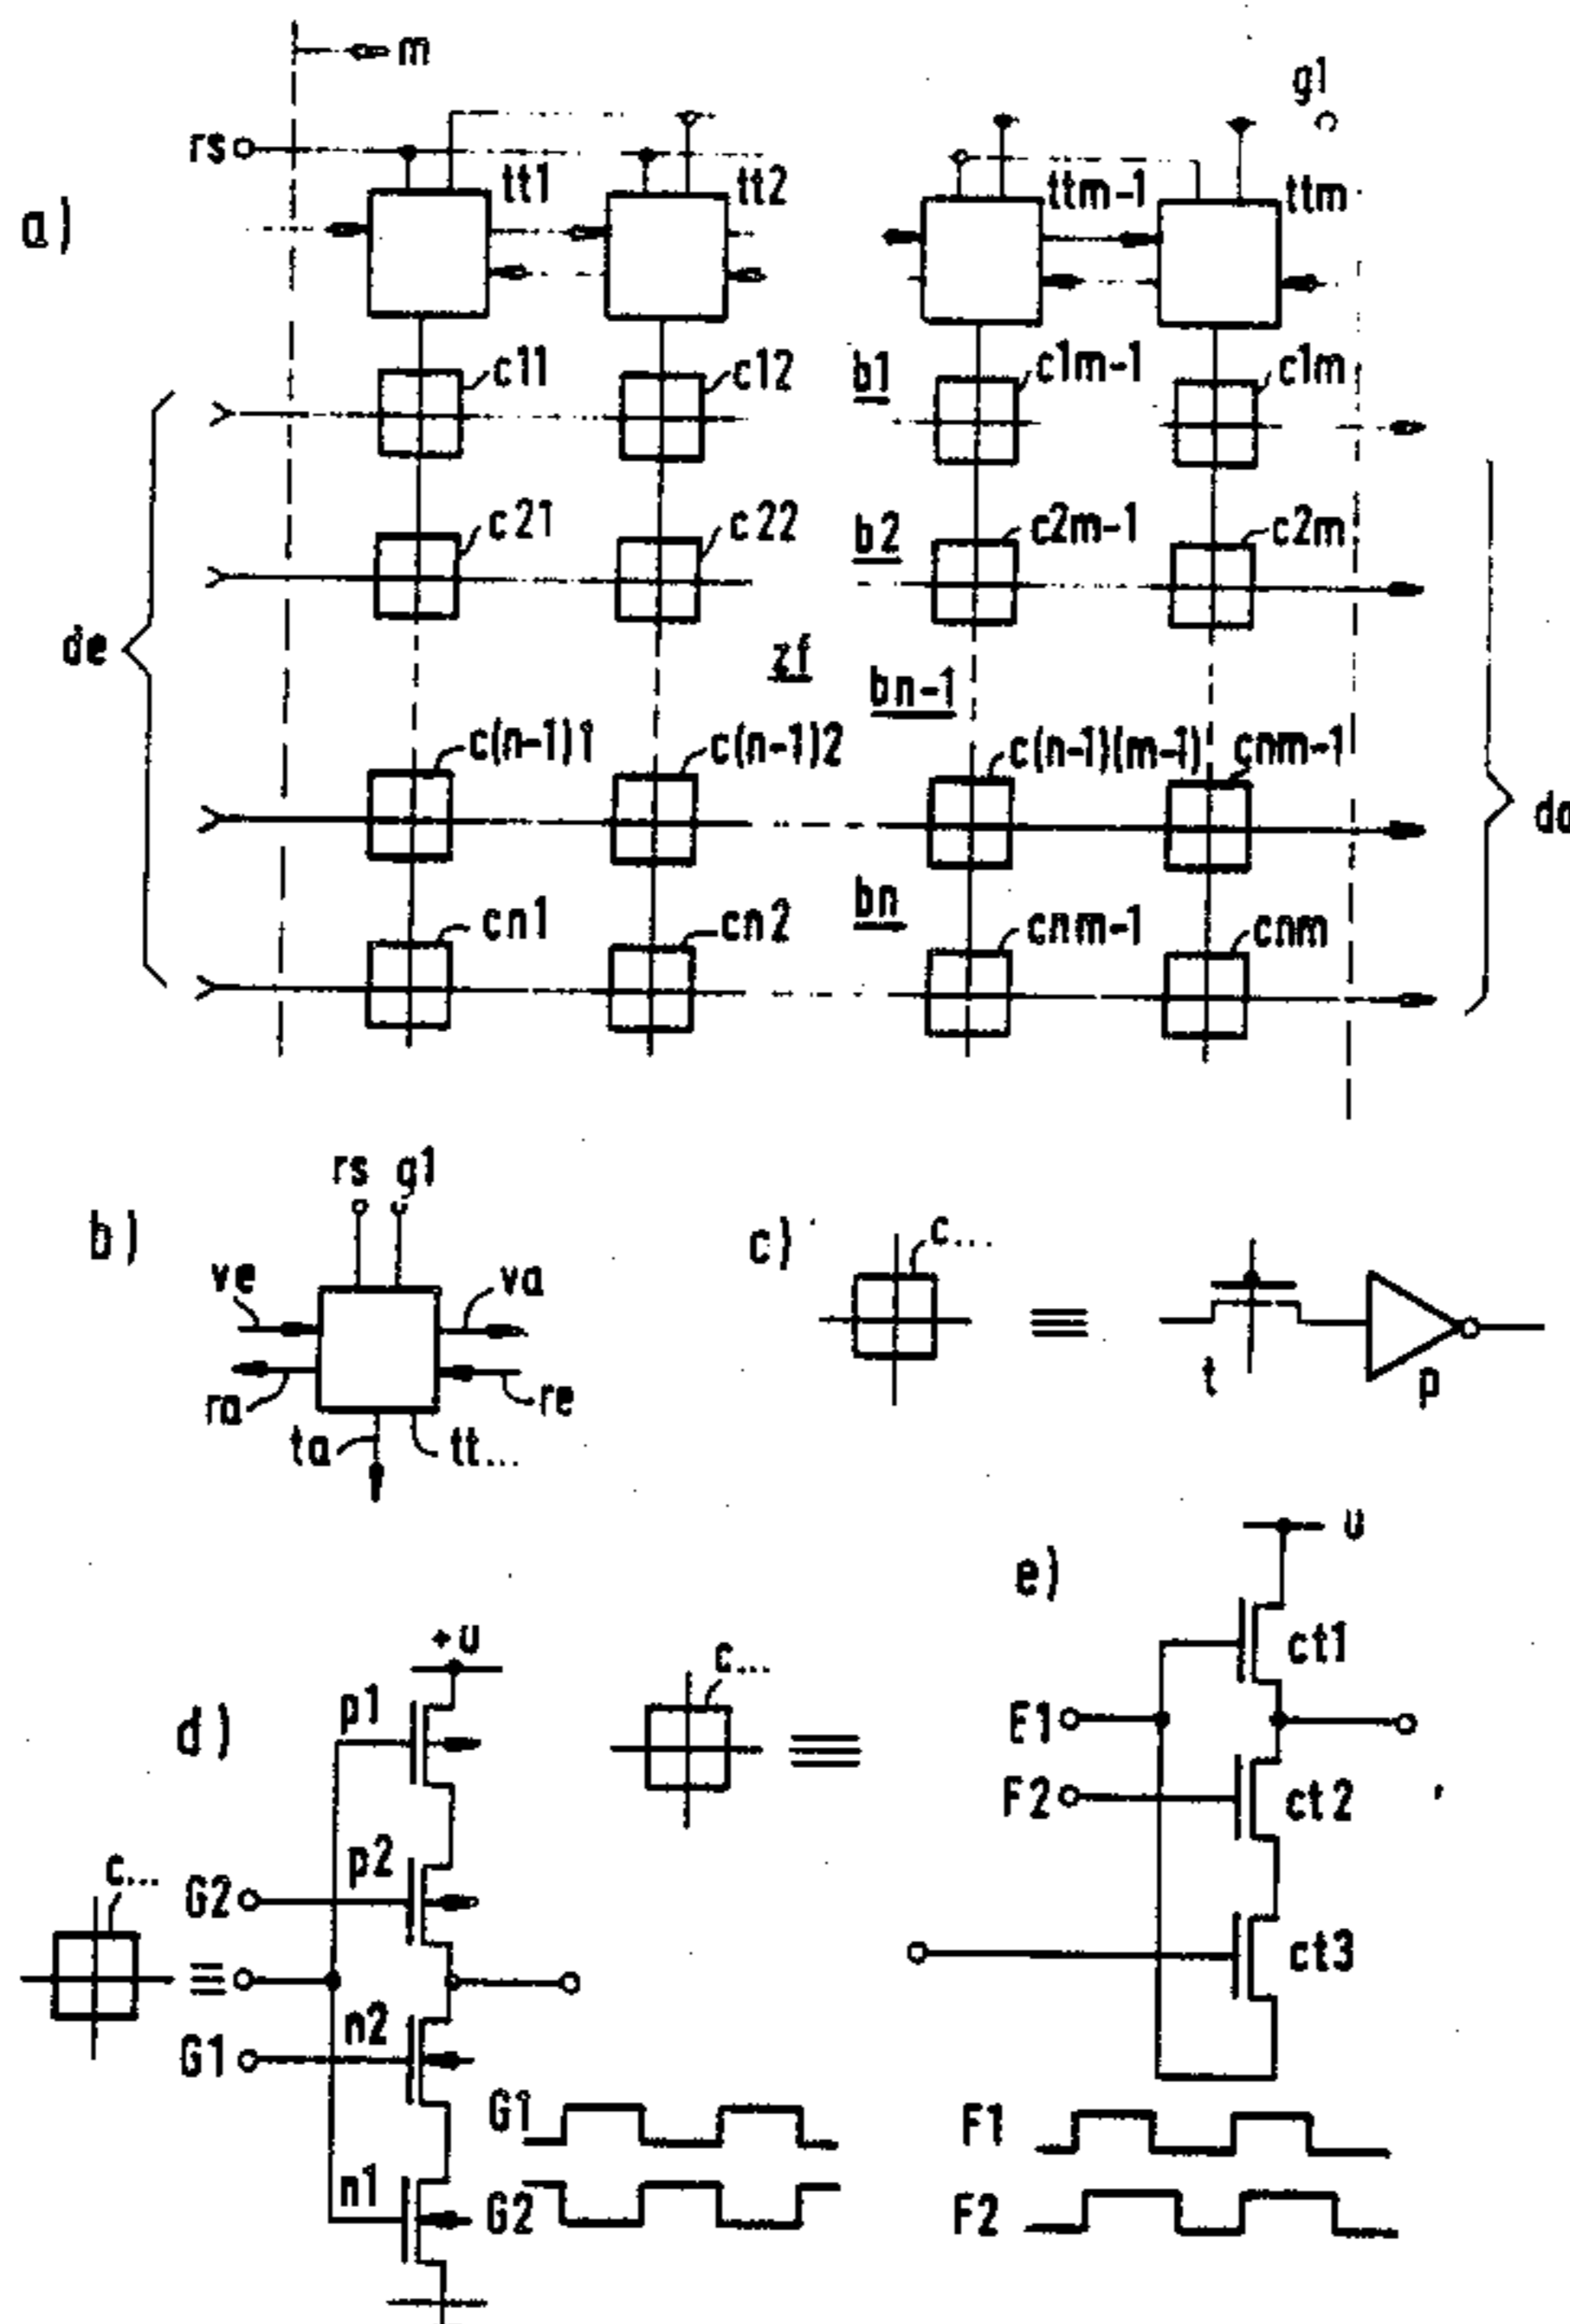 m
g1
rs
tt1
tt2
ttm-1
ttm
a)
c11
c12
b1
c1m-1
c1m
c21
c22
b2
c2m-1
c2m
de
zf
bn-1
c(n-1)1
c(n-1)2
c(n-1)(m-1)
cnm-1
da
cn1
cn2
bn
cnm-1
cnm
rs g1
b)
ve
va
ra
re
ta
tt...
c)
c...
t
p
u
e)
+u
c...
ct1
d)
p1
E1
F2
ct2
p2
c...
G2
ct3
n2
G1
G1
F1
n1
G2
F2